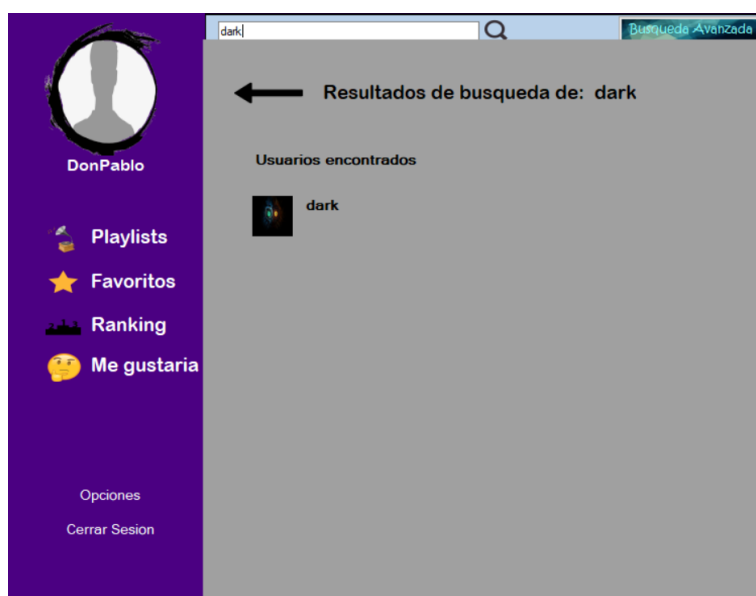 dark
Busqueda Avanzada
Resultados de busqueda de: dark
DonPablo
Usuarios encontrados
dark
Playlists
Favoritos
Ranking
Me gustaria
Opciones
Cerrar Sesion